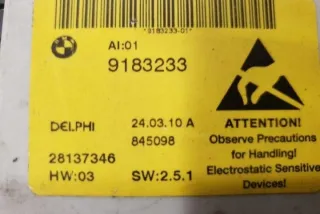 *9183233-01*
AI:01
9183233
DELPHI
24.03.10 A
845098
28137346
HW:03
SW:2.5.1
ATTENTION!
Observe Precautions
for Handling!
Electrostatic Sensitive
Devices!